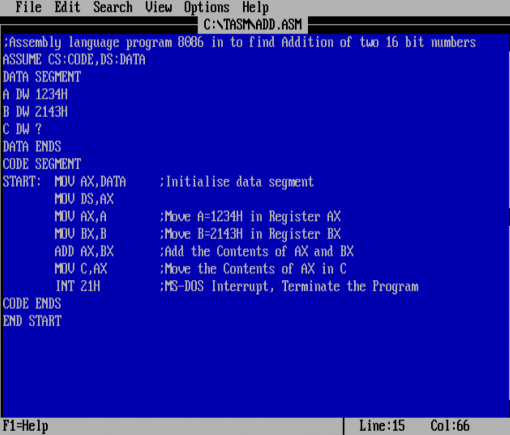 File Edit Search View Options Help
C:\TASM\ADD.ASM
;Assembly language program 8086 in to find Addition of two 16 bit numbers
ASSUME CS:CODE,DS:DATA
DATA SEGMENT
A DW 1234H
B DW 2143H
C DW ?
DATA ENDS
CODE SEGMENT
START: MOV AX,DATA ;Initialise data segment
MOV DS,AX
MOV AX,A ;Move A=1234H in Register AX
MOV BX,B ;Move B=2143H in Register BX
ADD AX,BX ;Add the Contents of AX and BX
MOV C,AX ;Move the Contents of AX in C
INT 21H ;MS-DOS Interrupt, Terminate the Program
CODE ENDS
END START
F1=Help Line:15 Col:66